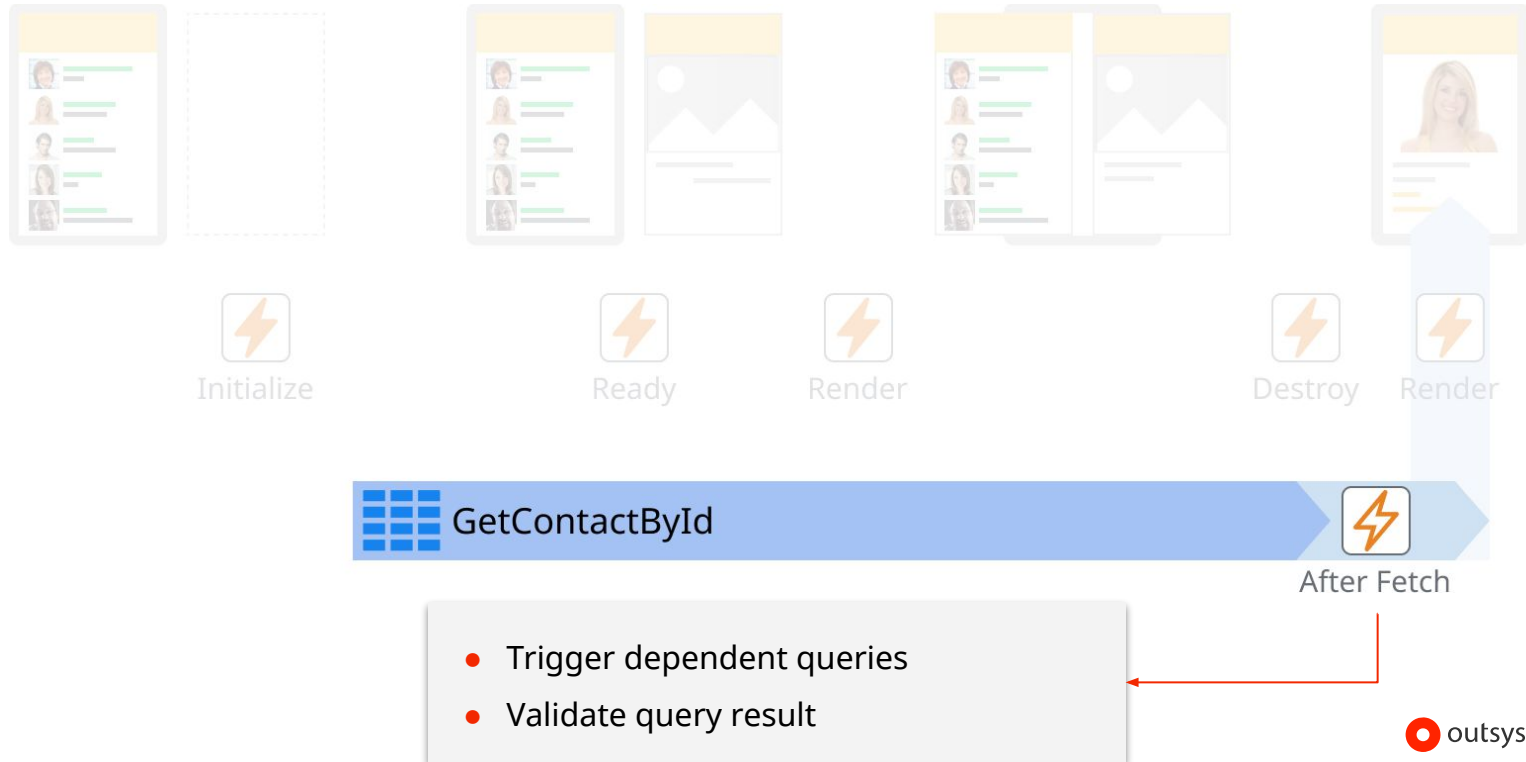 Initialize
Ready
Render
Destroy
Render
GetContactById
After Fetch
Trigger dependent queries
Validate query result
outsys